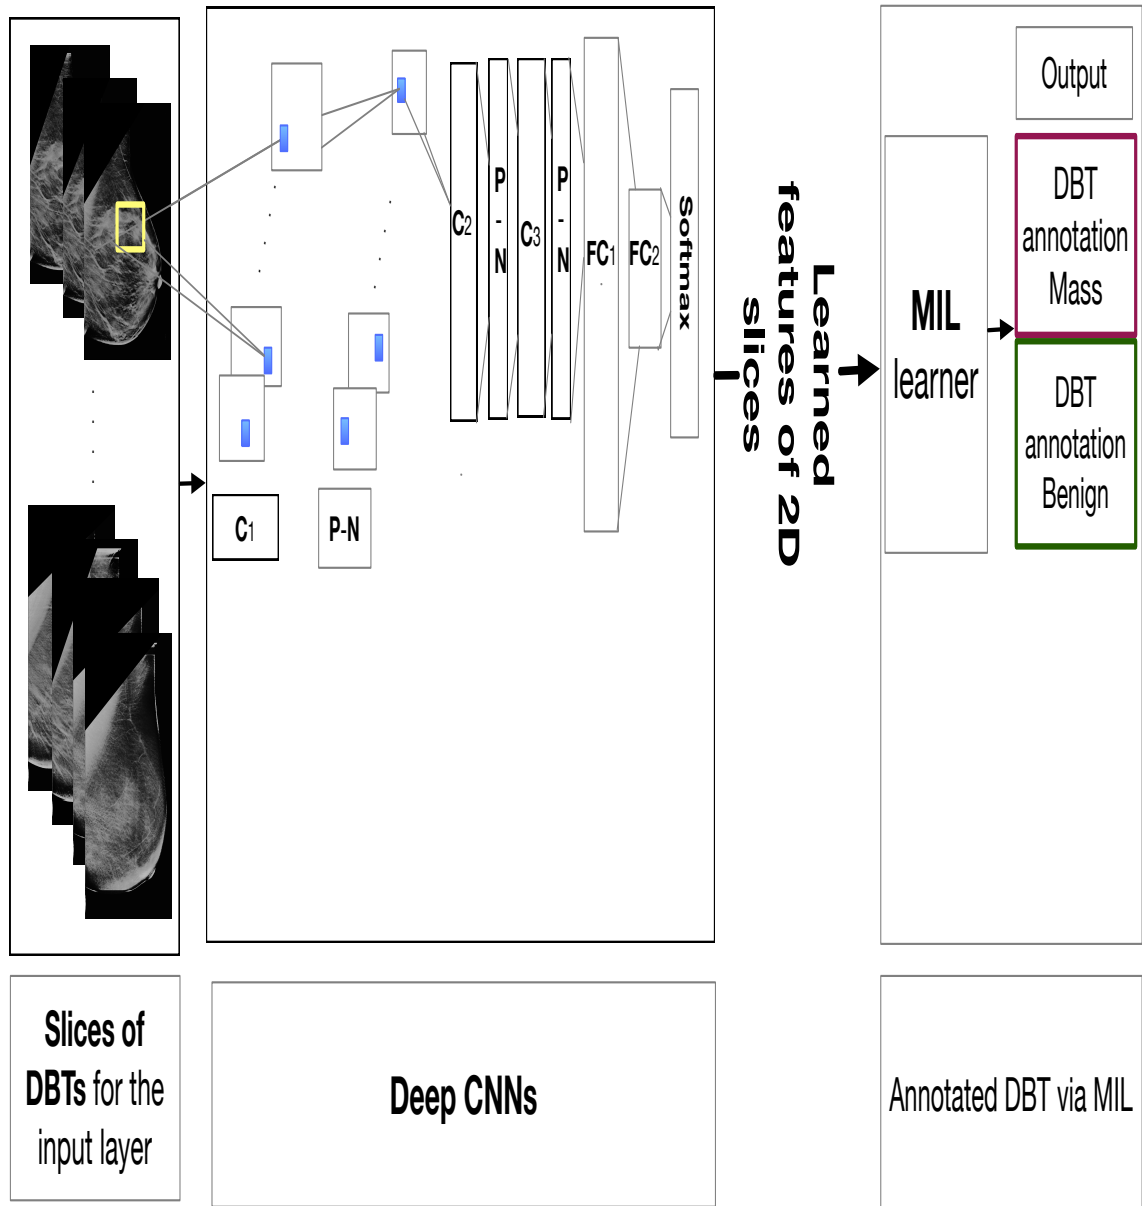 C1
P-N
C2
P
-
N
C3
P
-
N
FC1
FC2
Softmax
Learned
features of 2D
slices
MIL
learner
Output
DBT
annotation
Mass
DBT
annotation
Benign
Slices of
DBTs for the
input layer
Deep CNNs
Annotated DBT via MIL